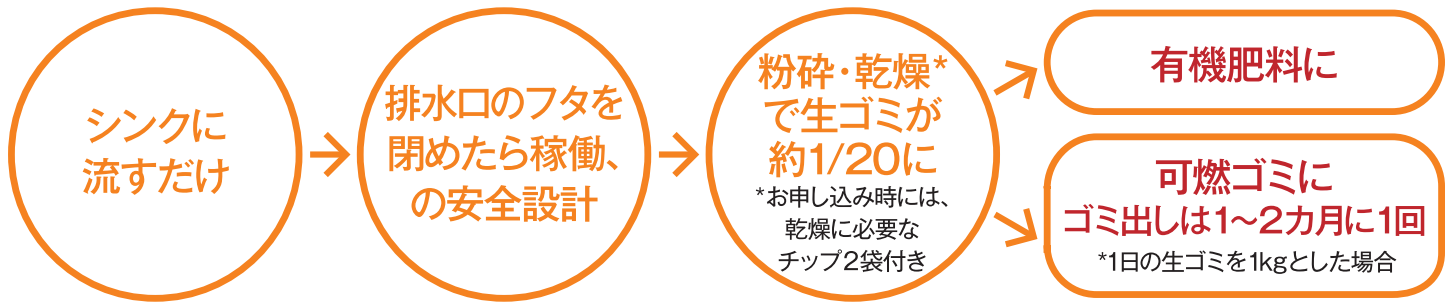 シンクに
流すだけ
排水口のフタを
閉めたら稼働、
の安全設計
粉砕・乾燥*
で生ゴミが
約1/20に
*お申し込み時には、
乾燥に必要な
チップ2袋付き
有機肥料に
可燃ゴミに
ゴミ出しは1〜2カ月に1回
*1日の生ゴミを1kgとした場合